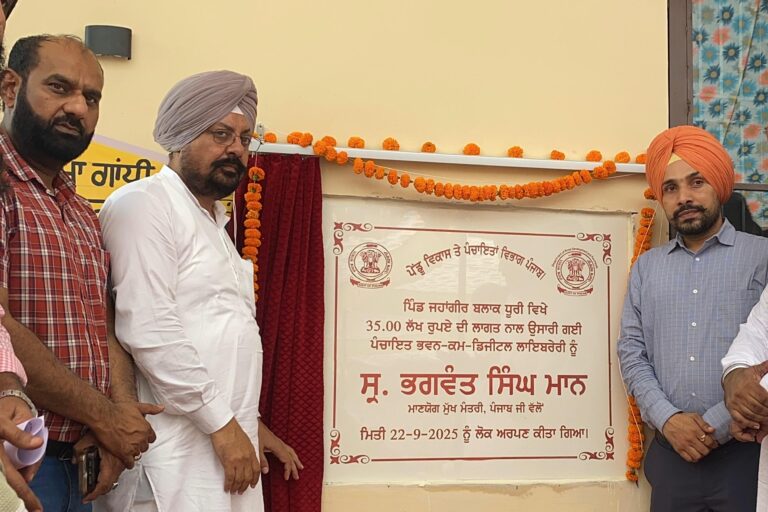 ਮਾ ਗਾਂਧੀ
ਪੇਂਡੂ ਵਿਕਾਸ ਤੇ ਪੰਚਾਇਤਾਂ ਵਿਭਾਗ ਪੰਜਾਬ।
ਪਿੰਡ ਜਹਾਂਗੀਰ ਬਲਾਕ ਧੂਰੀ ਵਿਖੇ
35.00 ਲੱਖ ਰੁਪਏ ਦੀ ਲਾਗਤ ਨਾਲ ਉਸਾਰੀ ਗਈ
ਪੰਚਾਇਤ ਭਵਨ-ਕਮ-ਡਿਜੀਟਲ ਲਾਇਬਰੇਰੀ ਨੂੰ
ਸ੍ਰ. ਭਗਵੰਤ ਸਿੰਘ ਮਾਨ
ਮਾਣਯੋਗ ਮੁੱਖ ਮੰਤਰੀ, ਪੰਜਾਬ ਜੀ ਵੱਲੋਂ
ਮਿਤੀ 22-9-2025 ਨੂੰ ਲੋਕ ਅਰਪਣ ਕੀਤਾ ਗਿਆ।